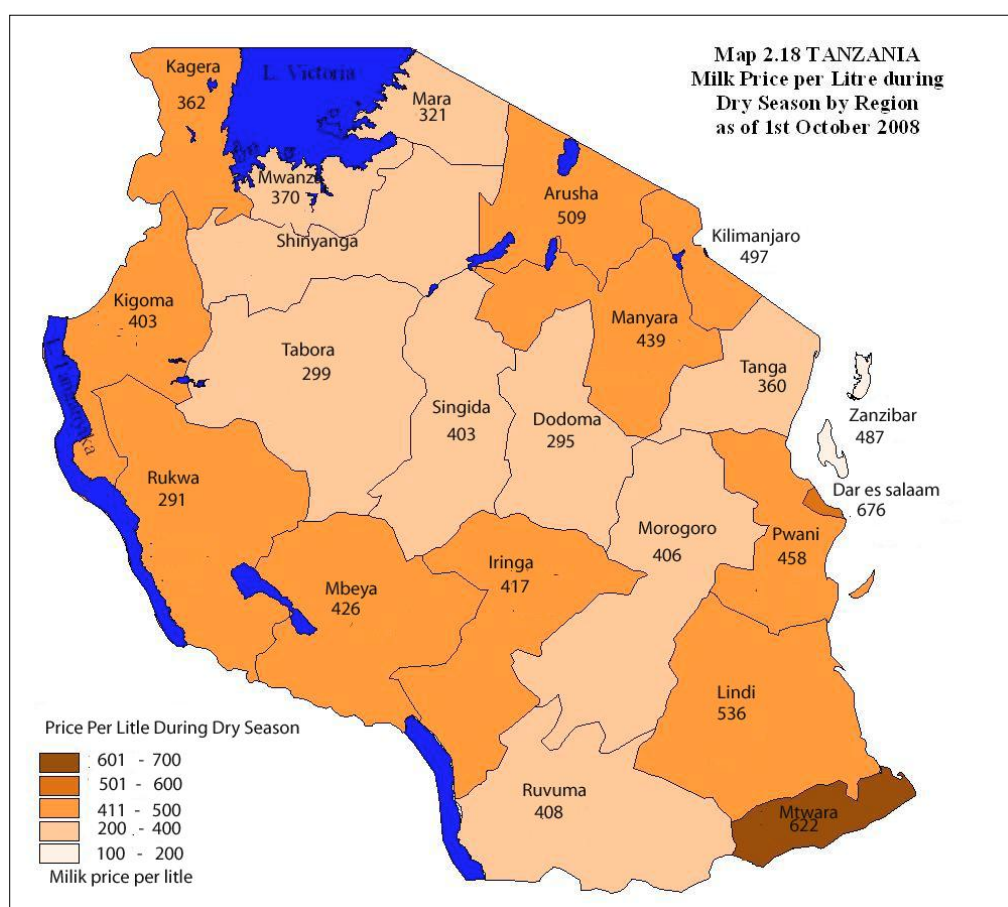 Map 2.18 TANZANIA
Milk Price per Litre during
Dry Season by Region
as of 1st October 2008
Kagera
362
L. Victoria
Mara
321
Mwanza
370
Arusha
509
Shinyanga
Kilimanjaro
497
Kigoma
403
Manyara
439
Tabora
299
Tanga
360
Singida
403
Dodoma
295
Zanzibar
487
L. Tanganyika
Rukwa
291
Dar es salaam
676
Morogoro
406
Pwani
458
Iringa
417
Mbeya
426
Lindi
536
Ruvuma
408
Mtwara
622
Price Per Litle During Dry Season
601 - 700
501 - 600
411 - 500
200 - 400
100 - 200
Milik price per litle